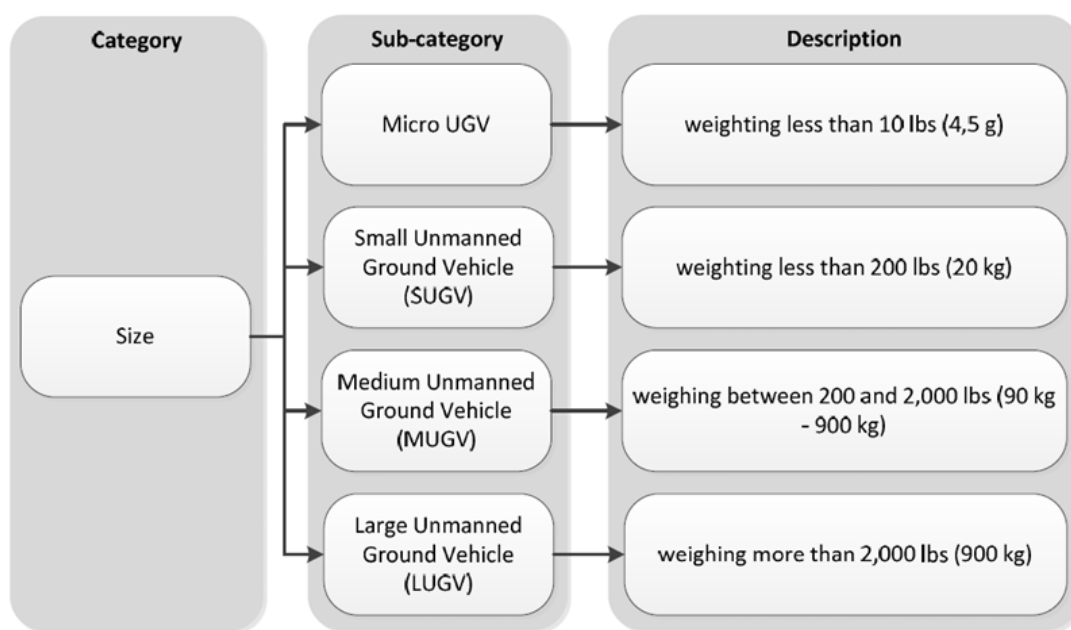 Category
Sub-category
Description
Size
Micro UGV
weighting less than 10 lbs (4,5 g)
Small Unmanned
Ground Vehicle
(SUGV)
weighting less than 200 lbs (20 kg)
Medium Unmanned
Ground Vehicle
(MUGV)
weighing between 200 and 2,000 lbs (90 kg
- 900 kg)
Large Unmanned
Ground Vehicle
(LUGV)
weighing more than 2,000 lbs (900 kg)